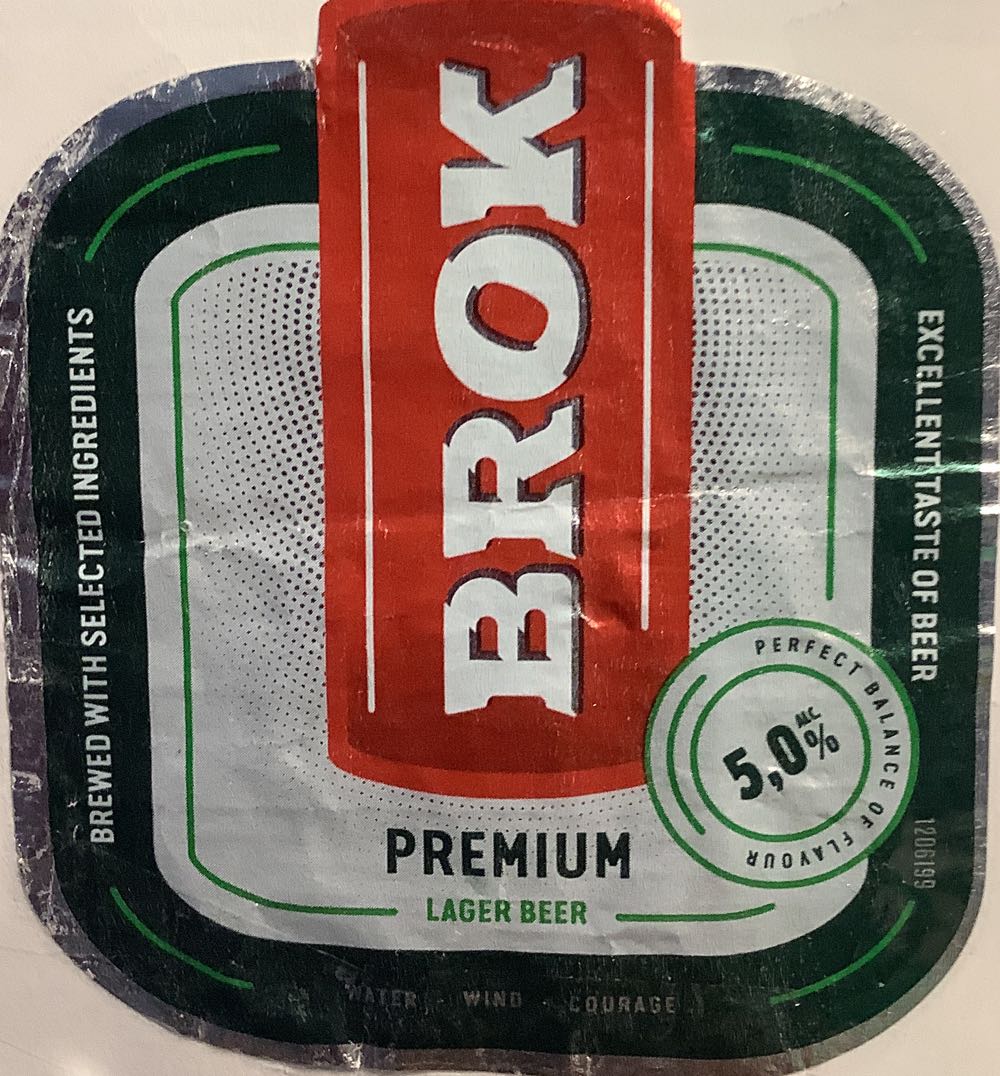 BROK
BREWED WITH SELECTED INGREDIENTS
EXCELLENT TASTE OF BEER
PERFECT BALANCE OF FLAVOUR
5,0% ALC
PREMIUM
LAGER BEER
1206199
WATER · WIND · COURAGE